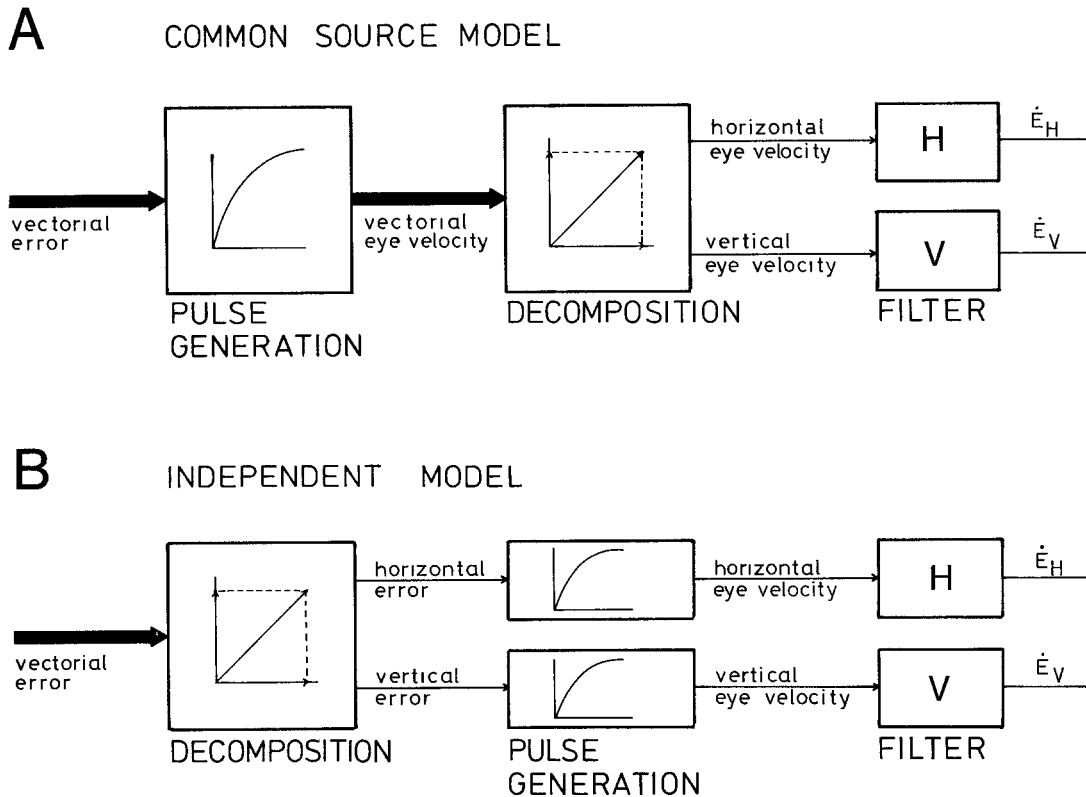 A
COMMON SOURCE MODEL
vectorial
error
PULSE
GENERATION
vectorial
eye velocity
DECOMPOSITION
horizontal
eye velocity
vertical
eye velocity
H
V
FILTER
Ė_H
Ė_V
B
INDEPENDENT MODEL
vectorial
error
DECOMPOSITION
horizontal
error
vertical
error
PULSE
GENERATION
horizontal
eye velocity
vertical
eye velocity
H
V
FILTER
Ė_H
Ė_V